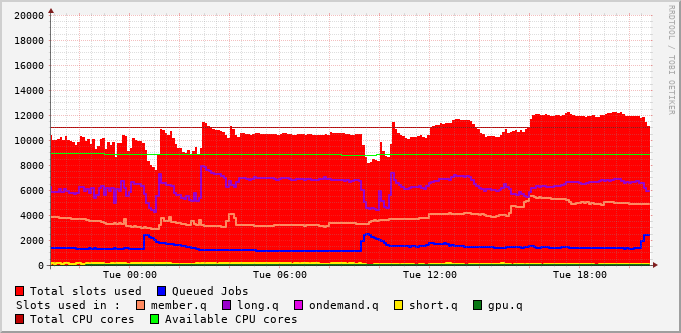 RRDTOOL / TOBI OETIKER
20000
18000
16000
14000
12000
10000
8000
6000
4000
2000
0
Tue 00:00 Tue 06:00 Tue 12:00 Tue 18:00
Total slots used Queued Jobs
Slots used in : member.q long.q ondemand.q short.q gpu.q
Total CPU cores Available CPU cores